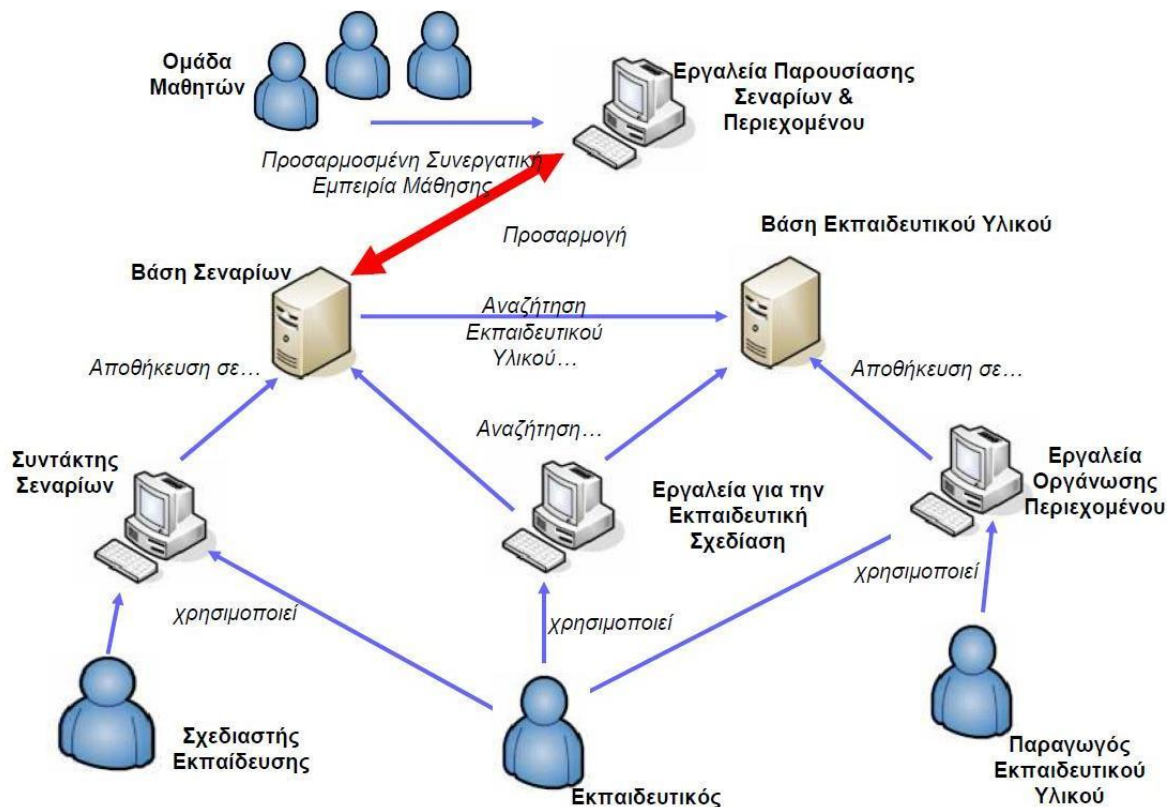 Ομάδα
Μαθητών
Εργαλεία Παρουσίασης
Σεναρίων &
Περιεχομένου
Προσαρμοσμένη Συνεργατική
Εμπειρία Μάθησης
Προσαρμογή
Βάση Εκπαιδευτικού Υλικού
Βάση Σεναρίων
Αναζήτηση
Εκπαιδευτικού
Υλικού…
Αποθήκευση σε…
Αποθήκευση σε…
Αναζήτηση…
Συντάκτης
Σεναρίων
Εργαλεία για την
Εκπαιδευτική
Σχεδίαση
Εργαλεία
Οργάνωσης
Περιεχομένου
χρησιμοποιεί
χρησιμοποιεί
χρησιμοποιεί
Σχεδιαστής
Εκπαίδευσης
Εκπαιδευτικός
Παραγωγός
Εκπαιδευτικού
Υλικού